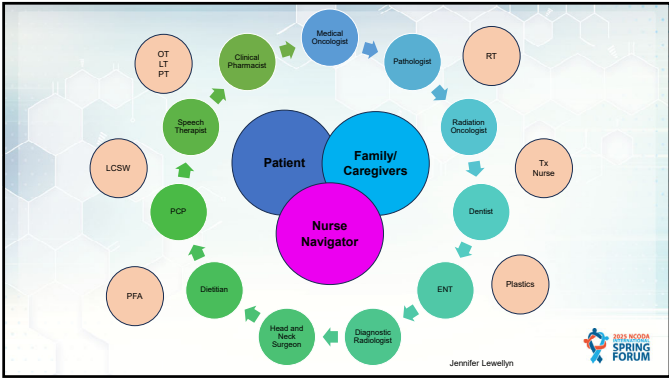 Medical
Oncologist
Pathologist
RT
Radiation
Oncologist
Tx
Nurse
Dentist
Plastics
ENT
Diagnostic
Radiologist
Head and
Neck
Surgeon
Dietitian
PFA
PCP
LCSW
Speech
Therapist
OT
LT
PT
Clinical
Pharmacist
Patient
Family/
Caregivers
Nurse
Navigator
Jennifer Lewellyn
2025 NCODA
INTERNATIONAL
SPRING
FORUM